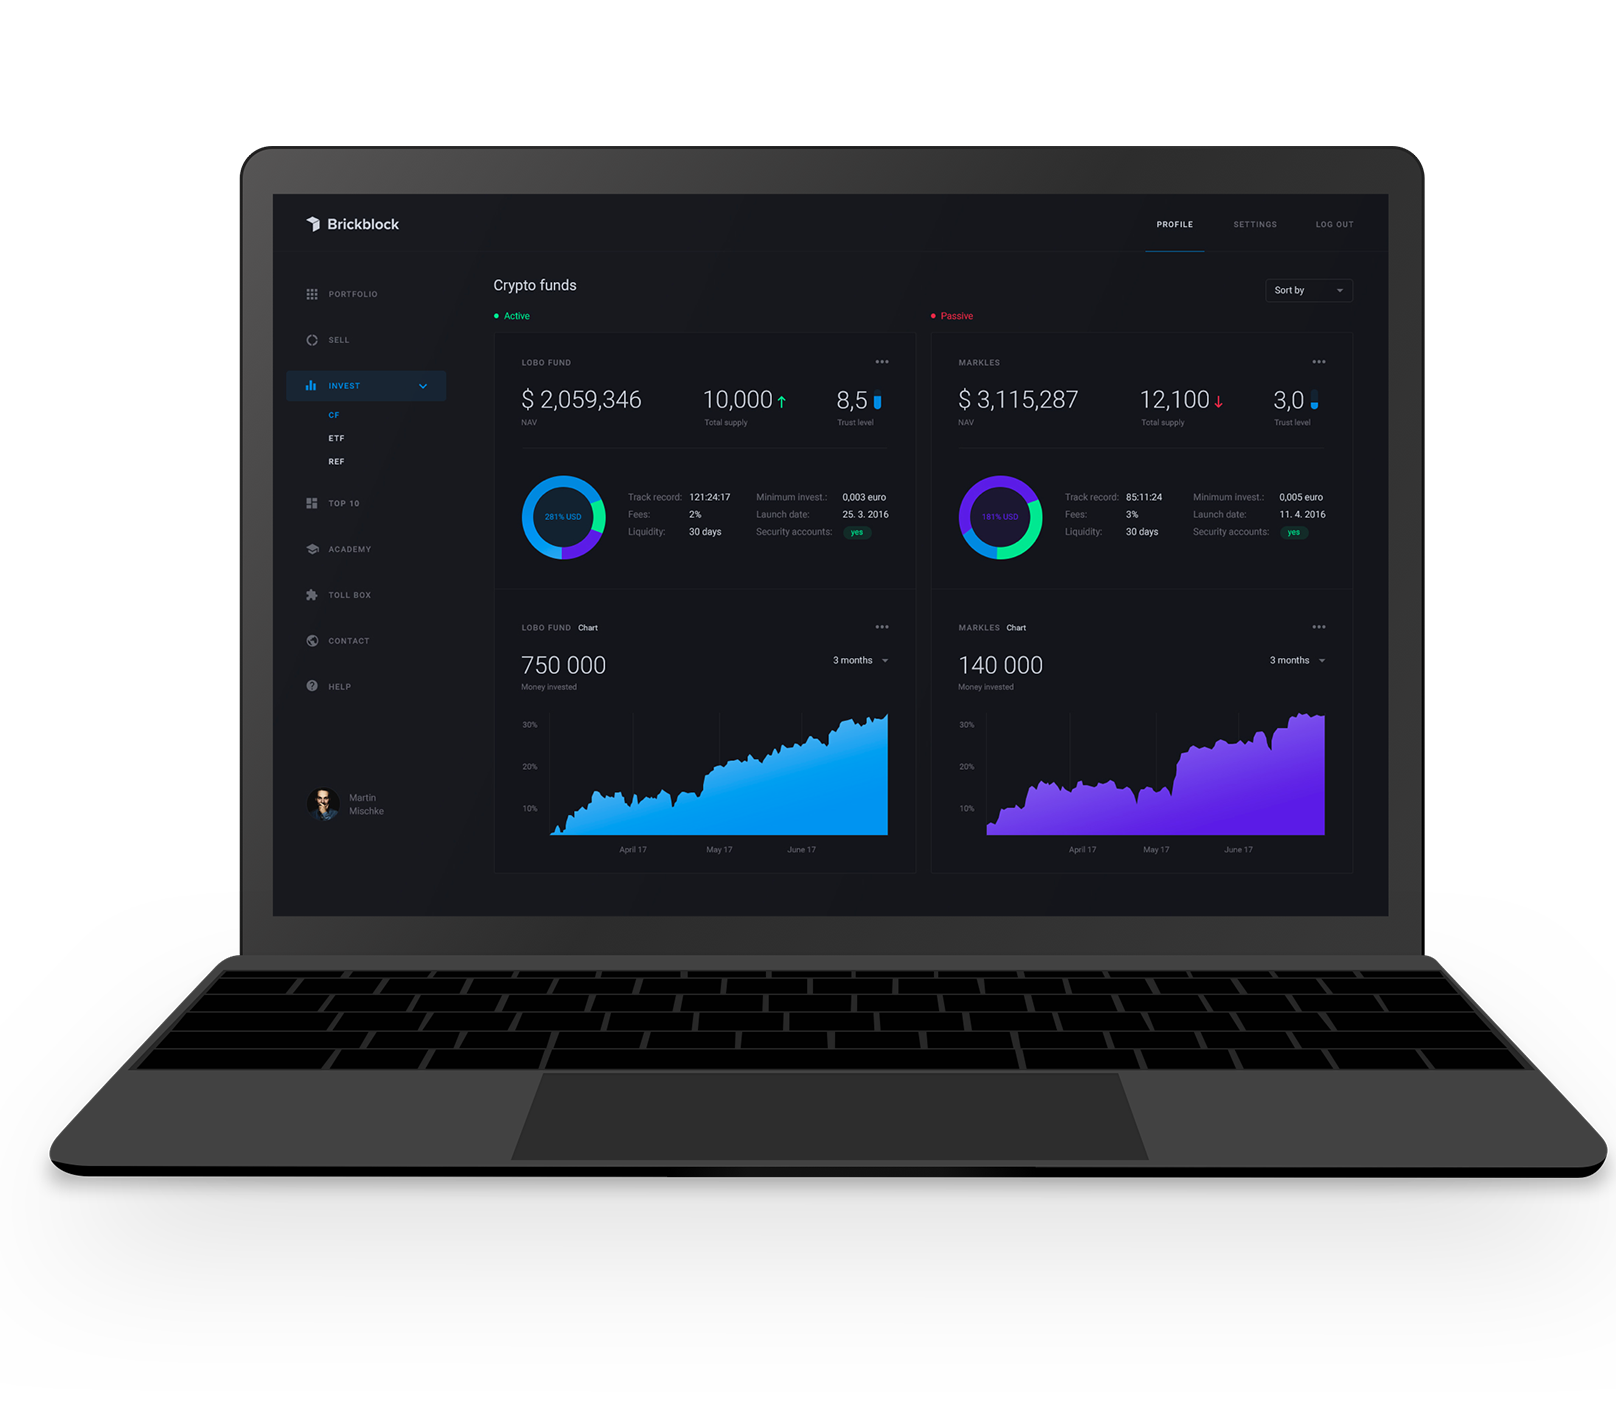 Brickblock
PROFILE
SETTINGS
LOG OUT
PORTFOLIO
SELL
INVEST
CF
ETF
REF
TOP 10
ACADEMY
TOLL BOX
CONTACT
HELP
Martin
Mischke
Crypto funds
Sort by
Active
LOBO FUND
$ 2,059,346
NAV
10,000
Total supply
8,5
Trust level
281% USD
Track record: 121:24:17
Fees: 2%
Liquidity: 30 days
Minimum invest.: 0,003 euro
Launch date: 25. 3. 2016
Security accounts: yes
LOBO FUND Chart
750 000
Money invested
3 months
30%
20%
10%
April 17
May 17
June 17
Passive
MARKLES
$ 3,115,287
NAV
12,100
Total supply
3,0
Trust level
181% USD
Track record: 85:11:24
Fees: 3%
Liquidity: 30 days
Minimum invest.: 0,005 euro
Launch date: 11. 4. 2016
Security accounts: yes
MARKLES Chart
140 000
Money invested
3 months
30%
20%
10%
April 17
May 17
June 17